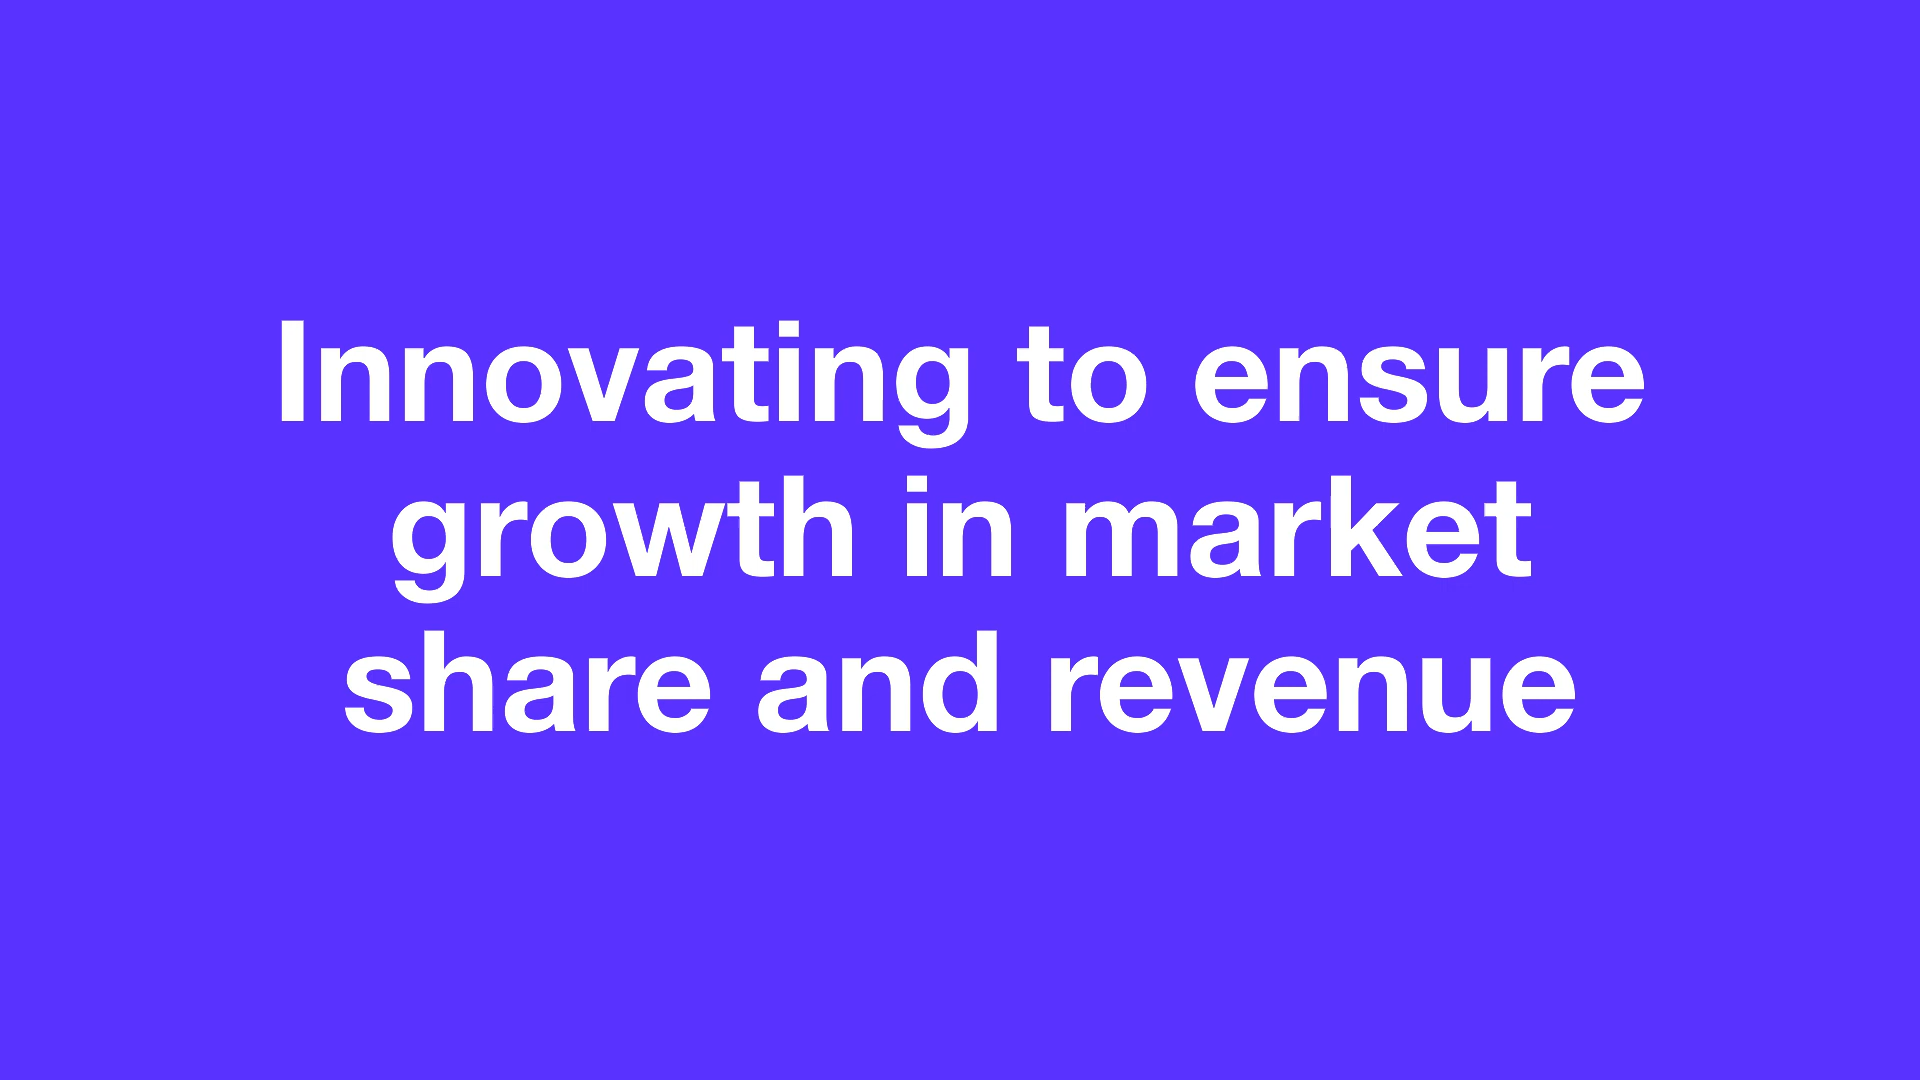 Innovating to ensure
growth in market
share and revenue